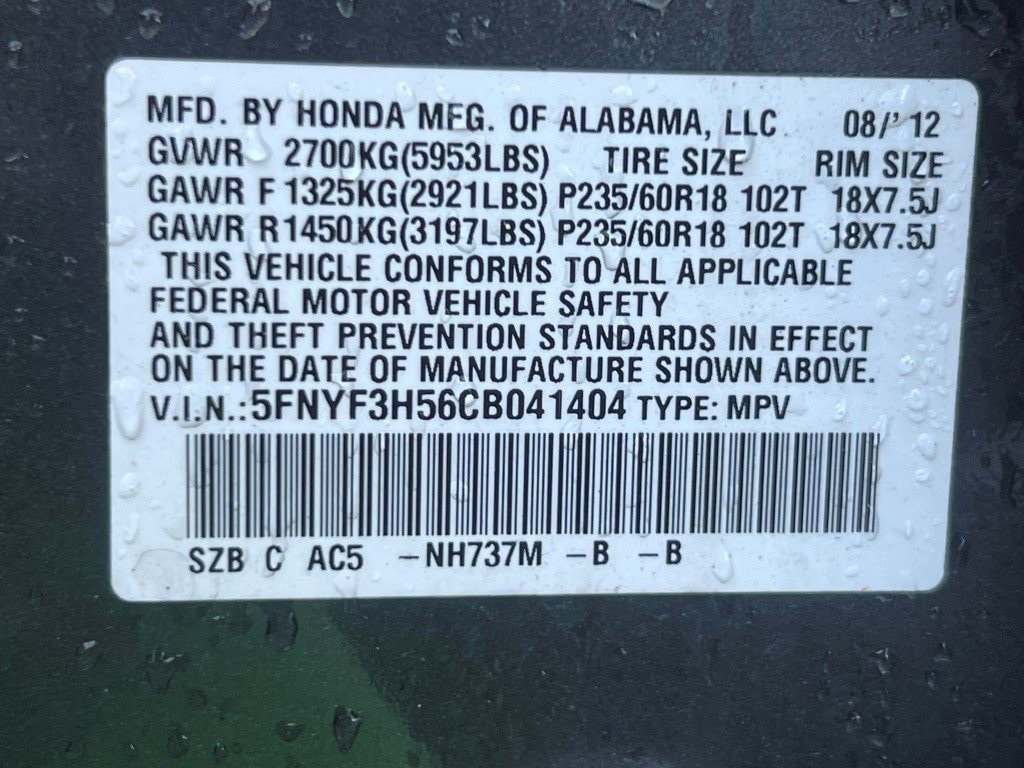 MFD. BY HONDA MFG. OF ALABAMA, LLC 08/'12
GVWR 2700KG(5953LBS) TIRE SIZE RIM SIZE
GAWR F 1325KG(2921LBS) P235/60R18 102T 18X7.5J
GAWR R1450KG(3197LBS) P235/60R18 102T 18X7.5J
THIS VEHICLE CONFORMS TO ALL APPLICABLE
FEDERAL MOTOR VEHICLE SAFETY
AND THEFT PREVENTION STANDARDS IN EFFECT
ON THE DATE OF MANUFACTURE SHOWN ABOVE.
V.I.N.:5FNYF3H56CB041404 TYPE: MPV
SZB C AC5 –NH737M –B –B